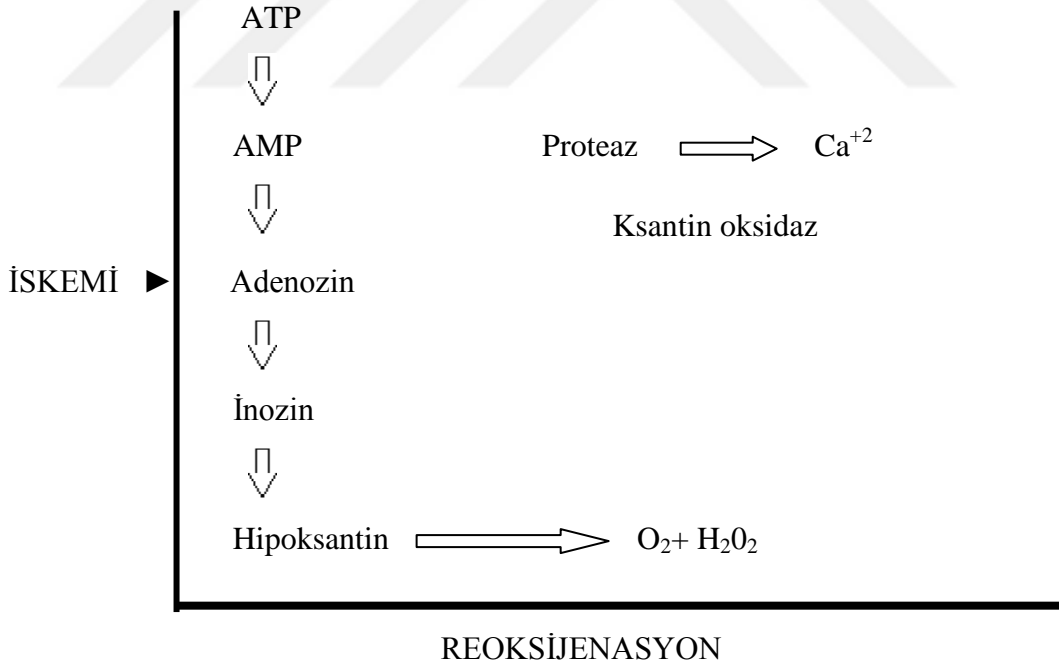 ATP
AMP Proteaz Ca⁺²
Ksantin oksidaz
İSKEMİ ► Adenozin
İnozin
Hipoksantin O₂+ H₂0₂
REOKSİJENASYON